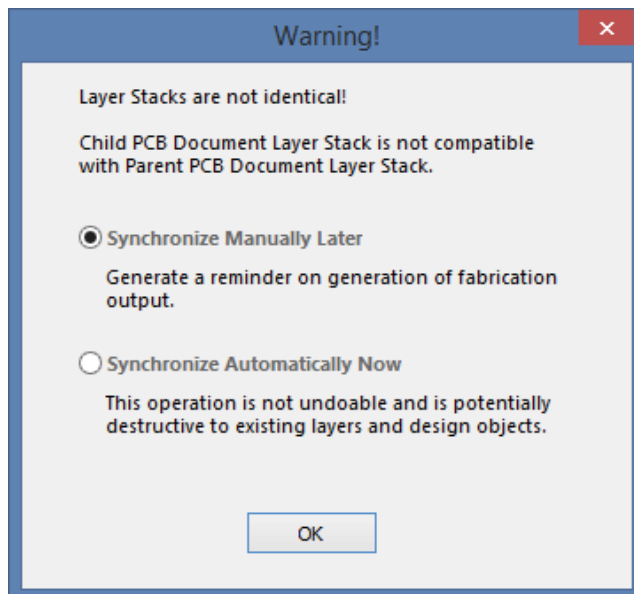 Warning!
Layer Stacks are not identical!
Child PCB Document Layer Stack is not compatible
with Parent PCB Document Layer Stack.
Synchronize Manually Later
Generate a reminder on generation of fabrication
output.
Synchronize Automatically Now
This operation is not undoable and is potentially
destructive to existing layers and design objects.
OK